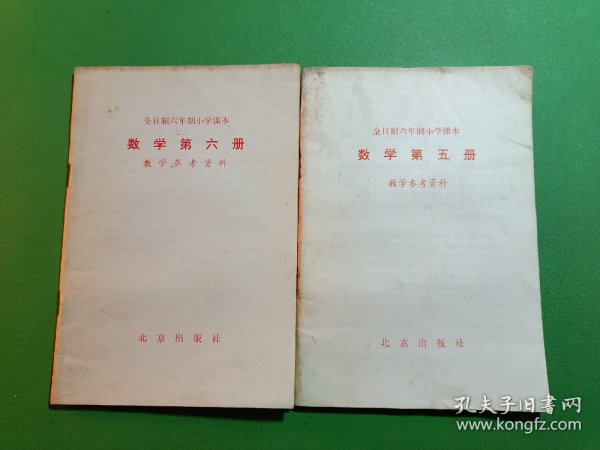 全日制六年制小学课本
数学第六册
教学参考资料
北京出版社
全日制六年制小学课本
数学第五册
教学参考资料
北京出版社
孔夫子旧书网
www.kongfz.com